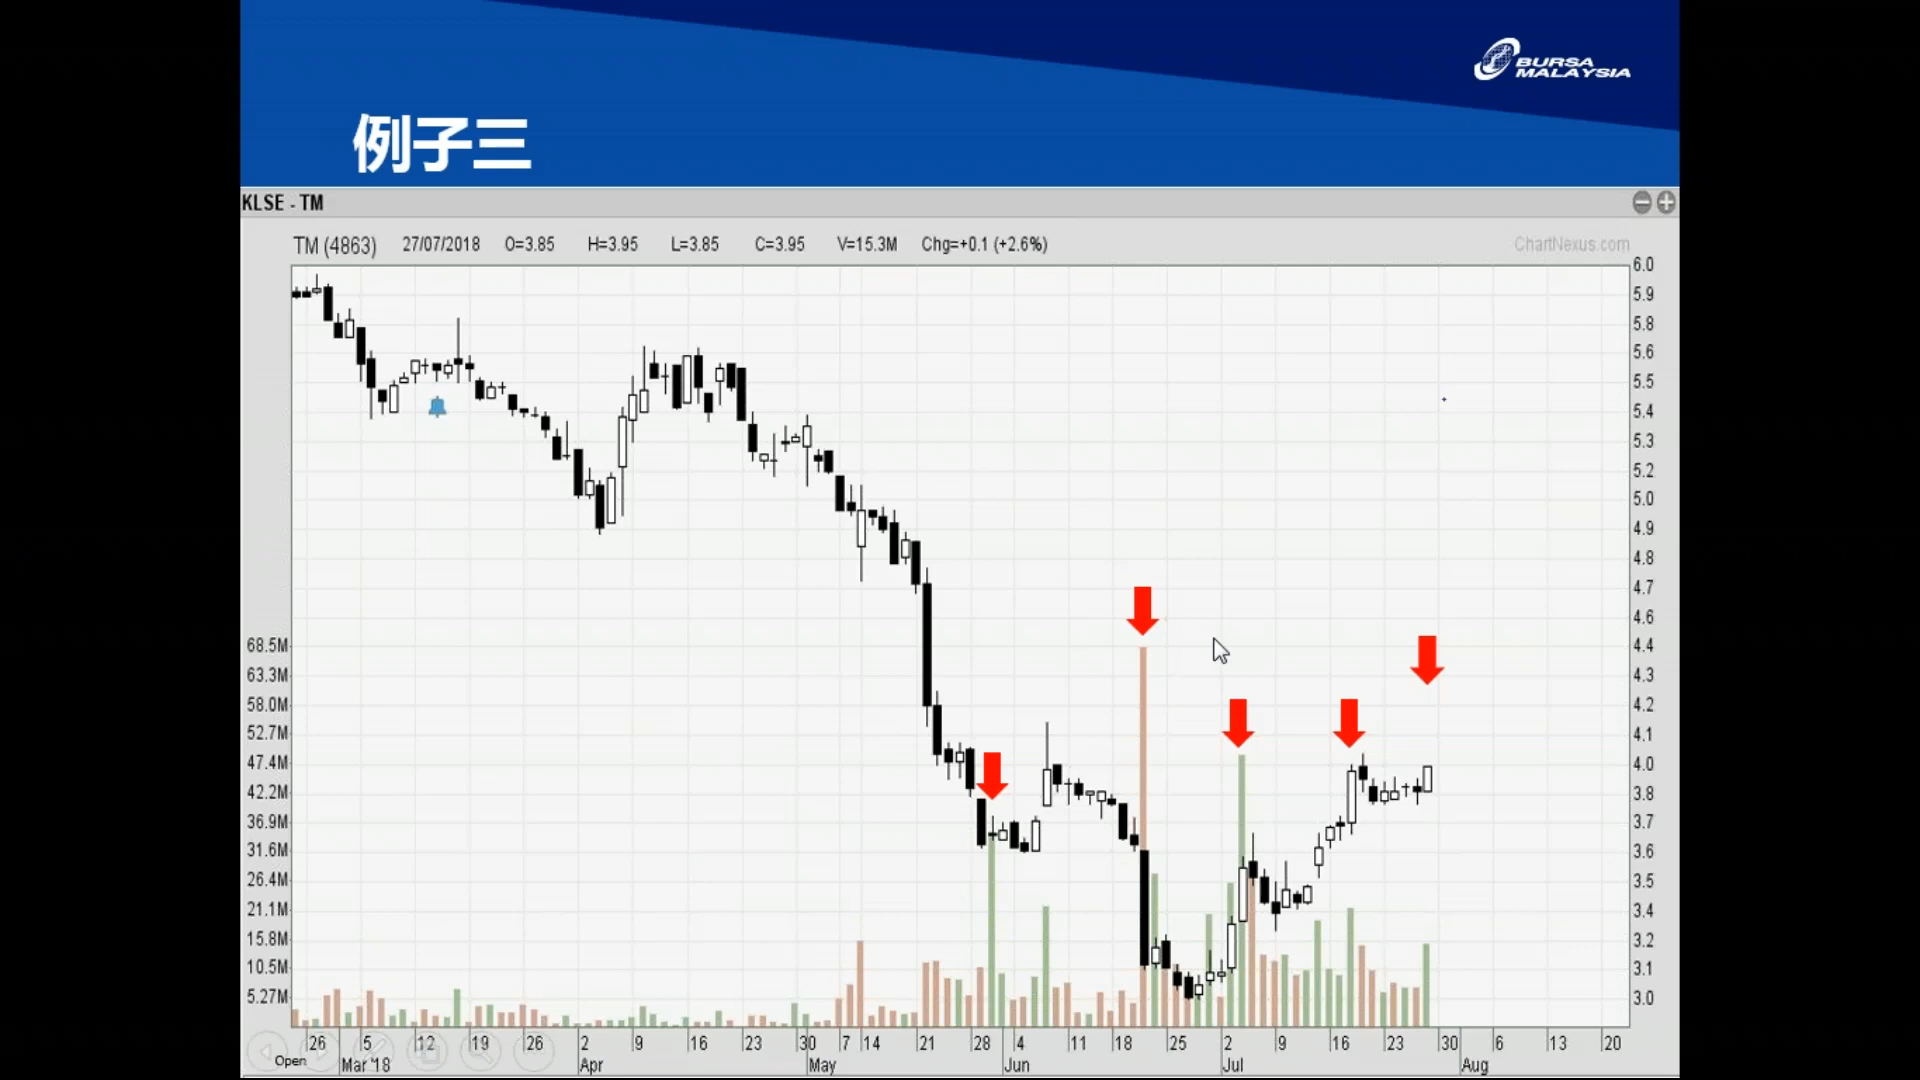 BURSA
MALAYSIA
例子三
KLSE - TM
TM (4863) 27/07/2018 O=3.85 H=3.95 L=3.85 C=3.95 V=15.3M Chg=+0.1 (+2.6%)
ChartNexus.com
6.0
5.9
5.8
5.6
5.5
5.4
5.3
5.2
5.0
4.9
4.8
4.7
4.6
68.5M 4.4
63.3M 4.3
58.0M 4.2
52.7M 4.1
47.4M 4.0
42.2M 3.8
36.9M 3.7
31.6M 3.6
26.4M 3.5
21.1M 3.4
15.8M 3.2
10.5M 3.1
5.27M 3.0
26 5 12 19 26 2 9 16 23 30 7 14 21 28 4 11 18 25 2 9 16 23 30 6 13 20
Open Mar '18 Apr May Jun Jul Aug